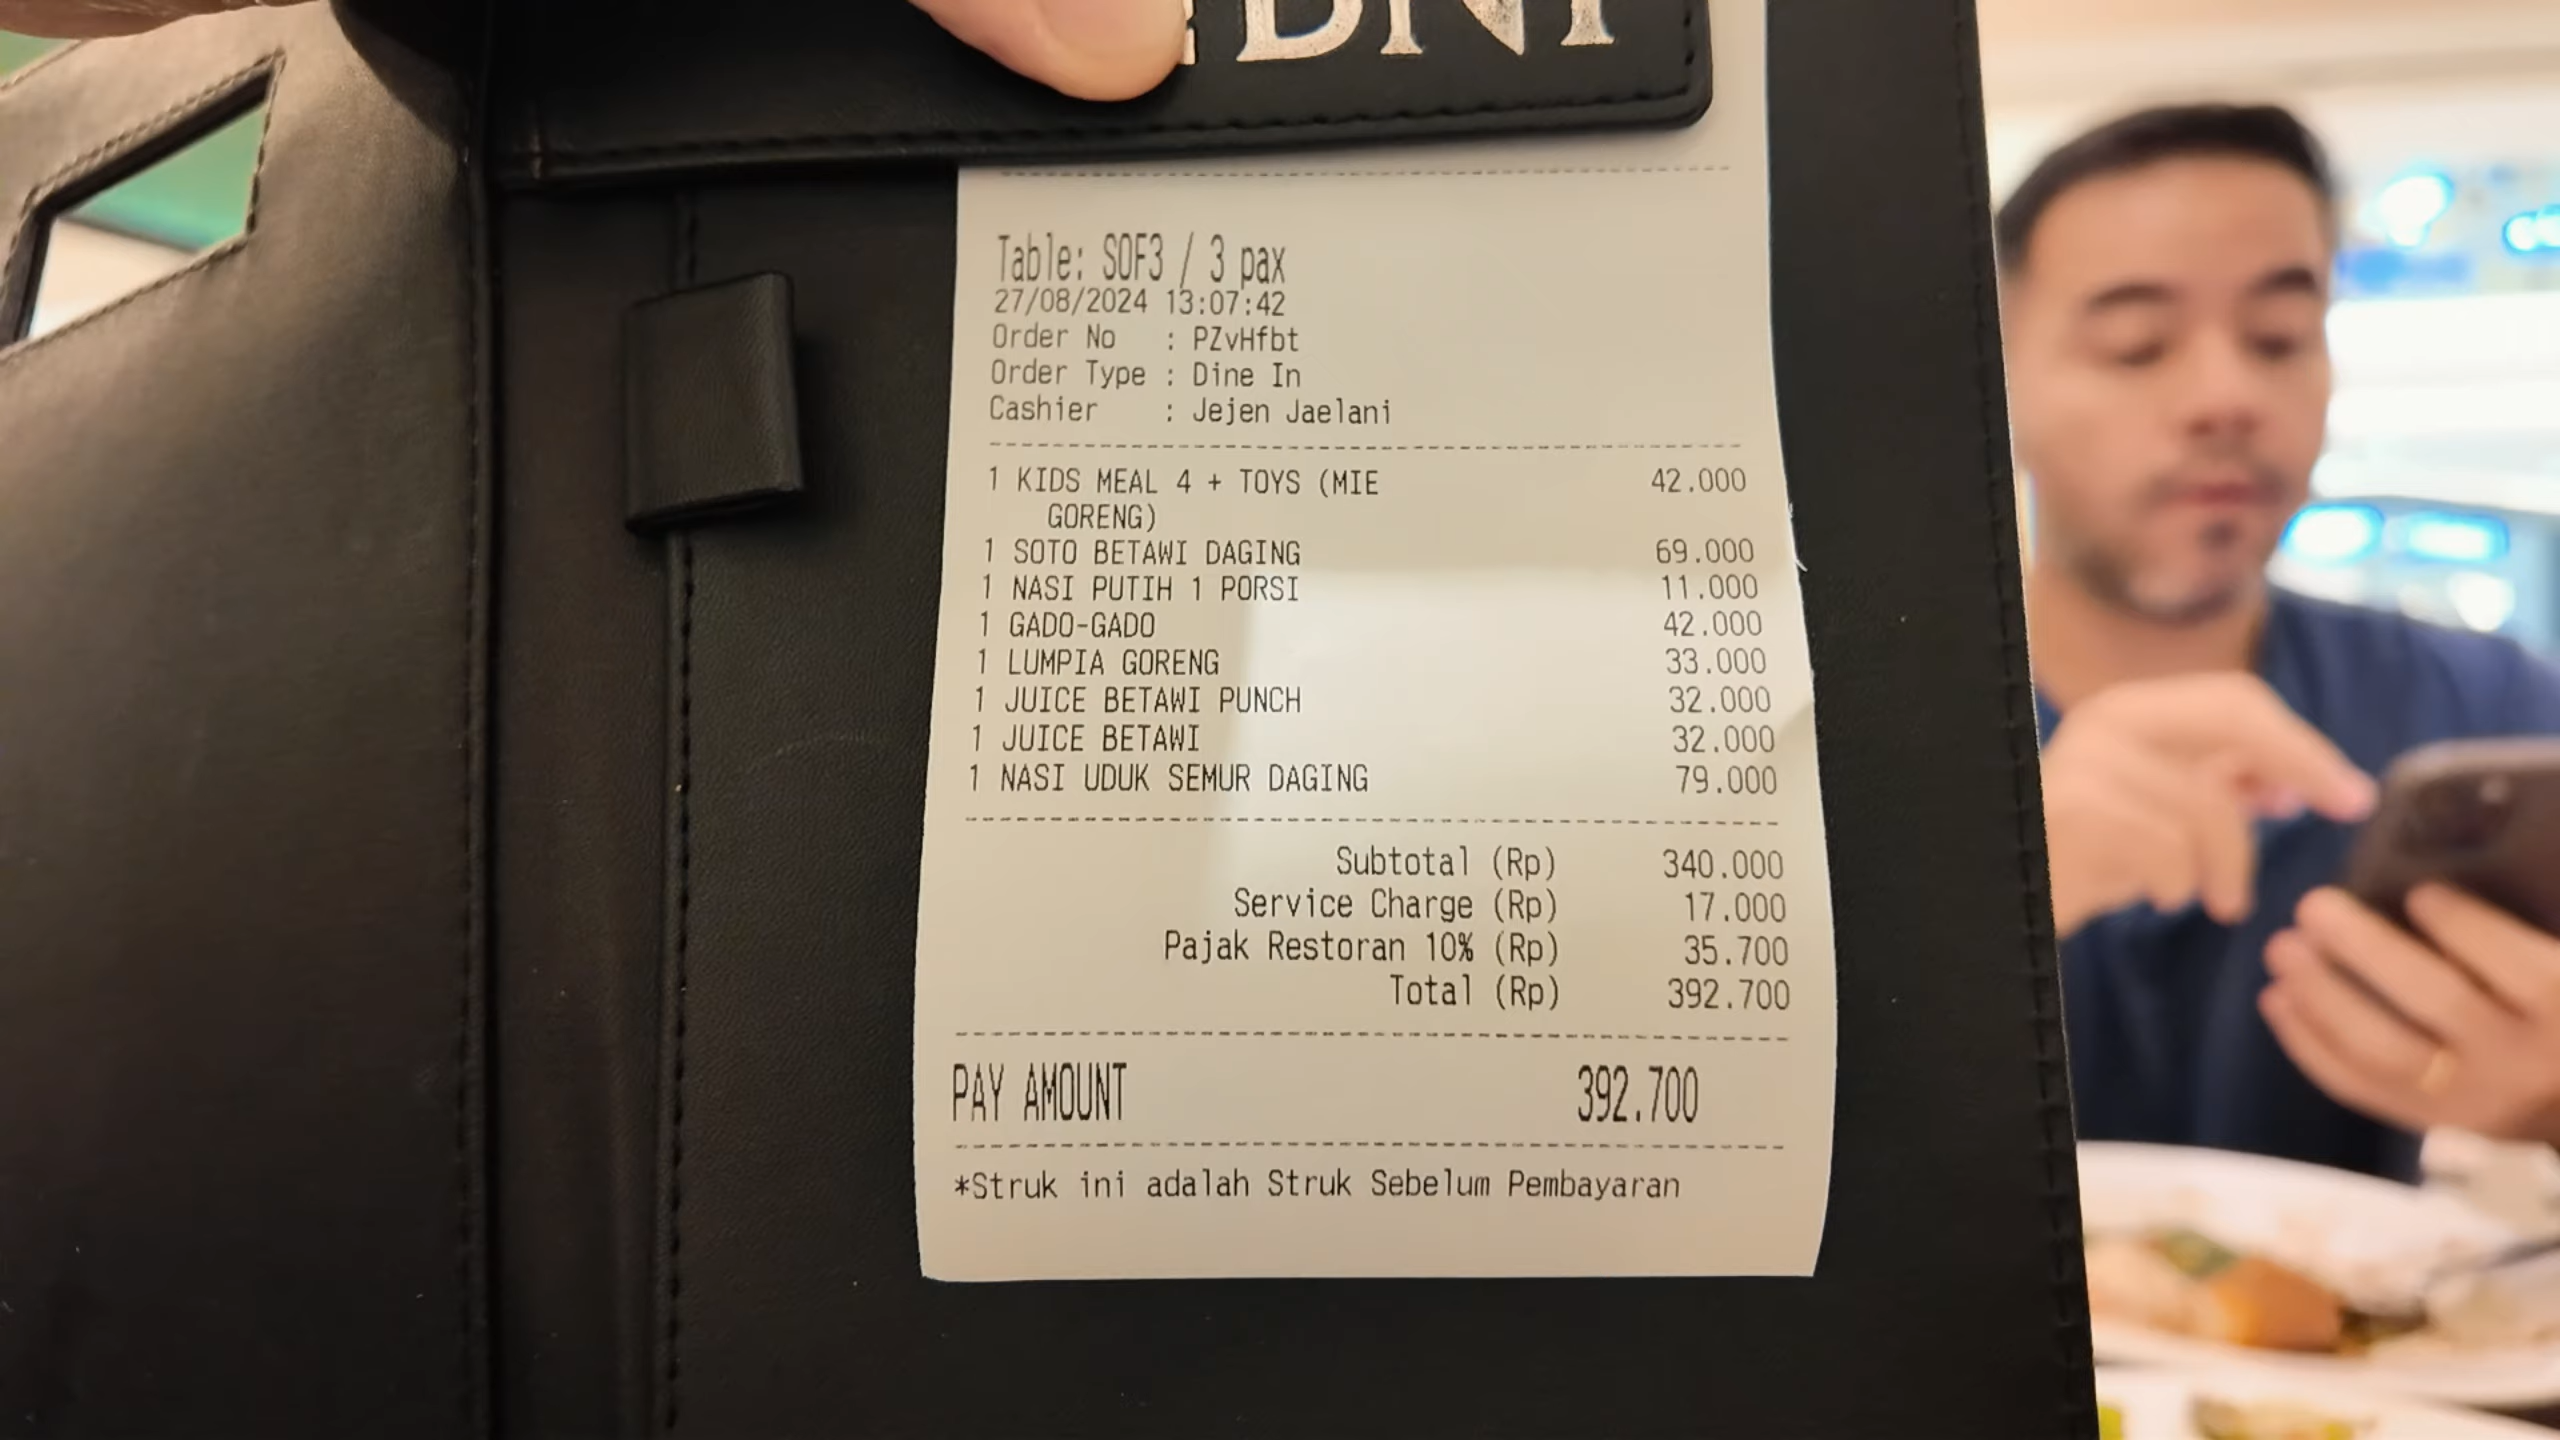 BNI
Table: SOF3 / 3 pax
27/08/2024 13:07:42
Order No : PZvHfbt
Order Type : Dine In
Cashier : Jejen Jaelani
1 KIDS MEAL 4 + TOYS (MIE 42.000
GORENG)
1 SOTO BETAWI DAGING 69.000
1 NASI PUTIH 1 PORSI 11.000
1 GADO-GADO 42.000
1 LUMPIA GORENG 33.000
1 JUICE BETAWI PUNCH 32.000
1 JUICE BETAWI 32.000
1 NASI UDUK SEMUR DAGING 79.000
Subtotal (Rp) 340.000
Service Charge (Rp) 17.000
Pajak Restoran 10% (Rp) 35.700
Total (Rp) 392.700
PAY AMOUNT 392.700
*Struk ini adalah Struk Sebelum Pembayaran